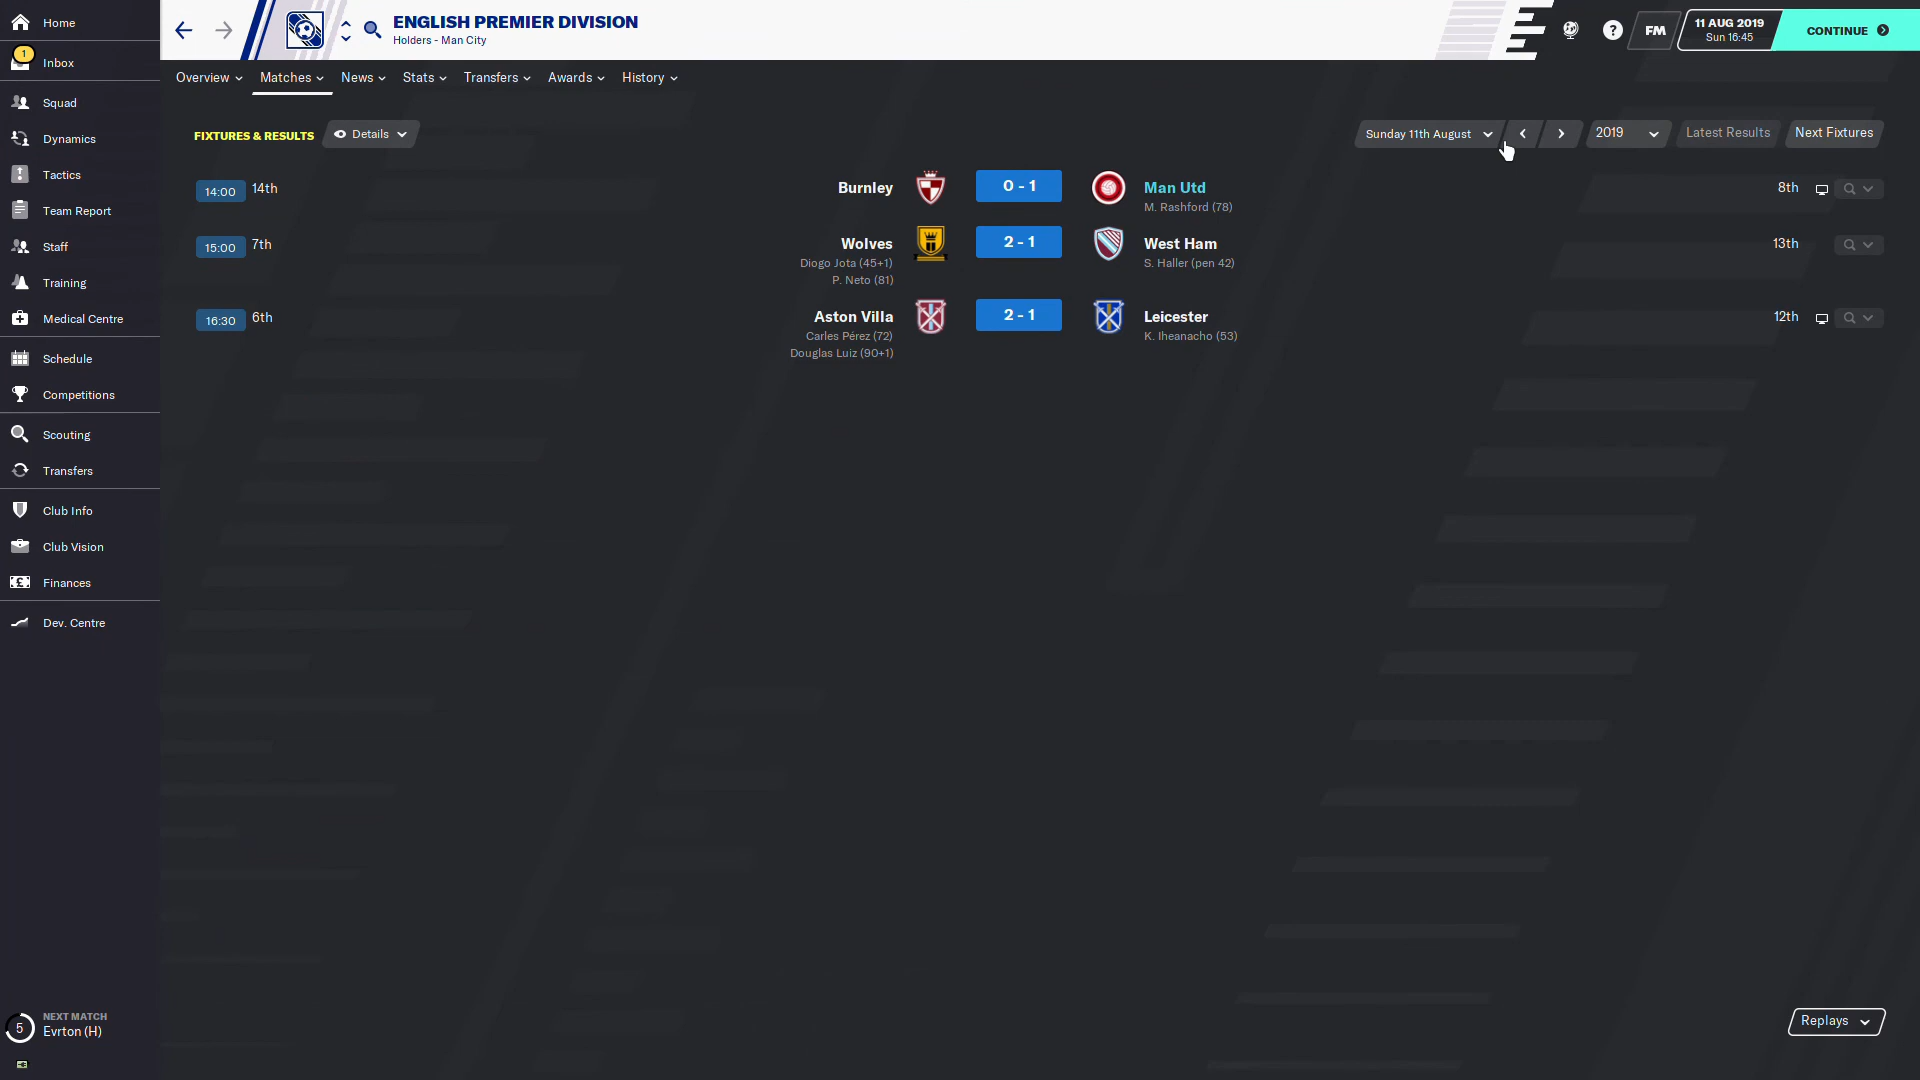 Home
ENGLISH PREMIER DIVISION
Holders - Man City
FM
11 AUG 2019
Sun 16:45
CONTINUE
1
Inbox
Overview
Matches
News
Stats
Transfers
Awards
History
Squad
Dynamics
Tactics
Team Report
Staff
Training
Medical Centre
Schedule
Competitions
Scouting
Transfers
Club Info
Club Vision
Finances
Dev. Centre
FIXTURES & RESULTS
Details
Sunday 11th August
2019
Latest Results
Next Fixtures
14:00 14th Burnley 0 - 1 Man Utd 8th
M. Rashford (78)
15:00 7th Wolves 2 - 1 West Ham 13th
Diogo Jota (45+1) S. Haller (pen 42)
P. Neto (81)
16:30 6th Aston Villa 2 - 1 Leicester 12th
Carles Pérez (72) K. Iheanacho (53)
Douglas Luiz (90+1)
5
NEXT MATCH
Evrton (H)
Replays